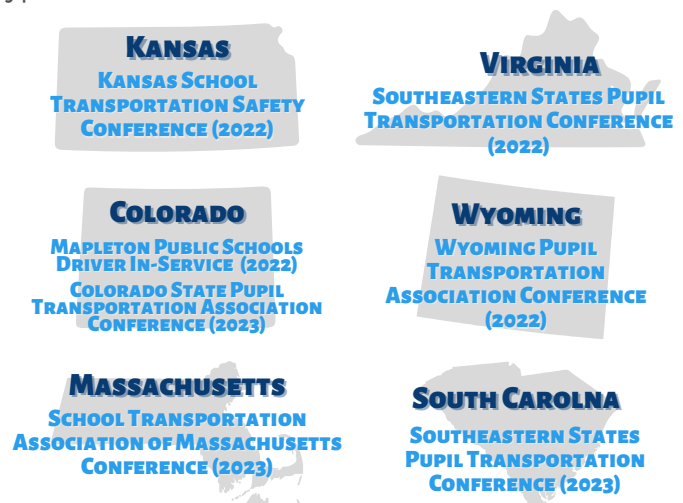 Kansas
Kansas School
Transportation Safety
Conference (2022)
Virginia
Southeastern States Pupil
Transportation Conference
(2022)
Colorado
Mapleton Public Schools
Driver In-Service (2022)
Colorado State Pupil
Transportation Association
Conference (2023)
Wyoming
Wyoming Pupil
Transportation
Association Conference
(2022)
Massachusetts
School Transportation
Association of Massachusetts
Conference (2023)
South Carolna
Southeastern States
Pupil Transportation
Conference (2023)